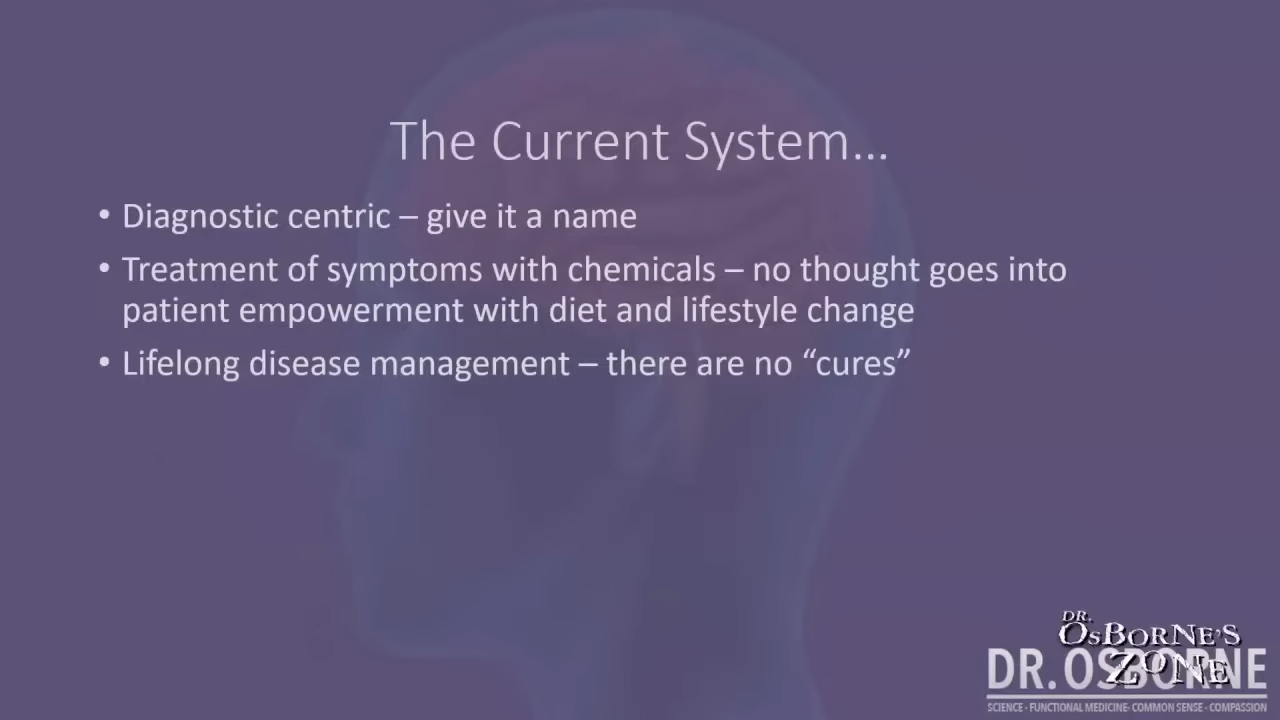 The Current System...
• Diagnostic centric – give it a name
• Treatment of symptoms with chemicals – no thought goes into
patient empowerment with diet and lifestyle change
• Lifelong disease management – there are no “cures”
DR.
OSBORNE'S
ZONE
DR. OSBORNE
SCIENCE - FUNCTIONAL MEDICINE - COMMON SENSE - COMPASSION